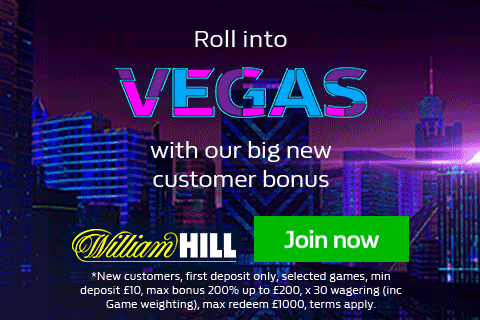 Roll into
VEGAS
with our big new
customer bonus
William HILL
Join now
*New customers, first deposit only, selected games, min
deposit £10, max bonus 200% up to £200, x 30 wagering (inc
Game weighting), max redeem £1000, terms apply.